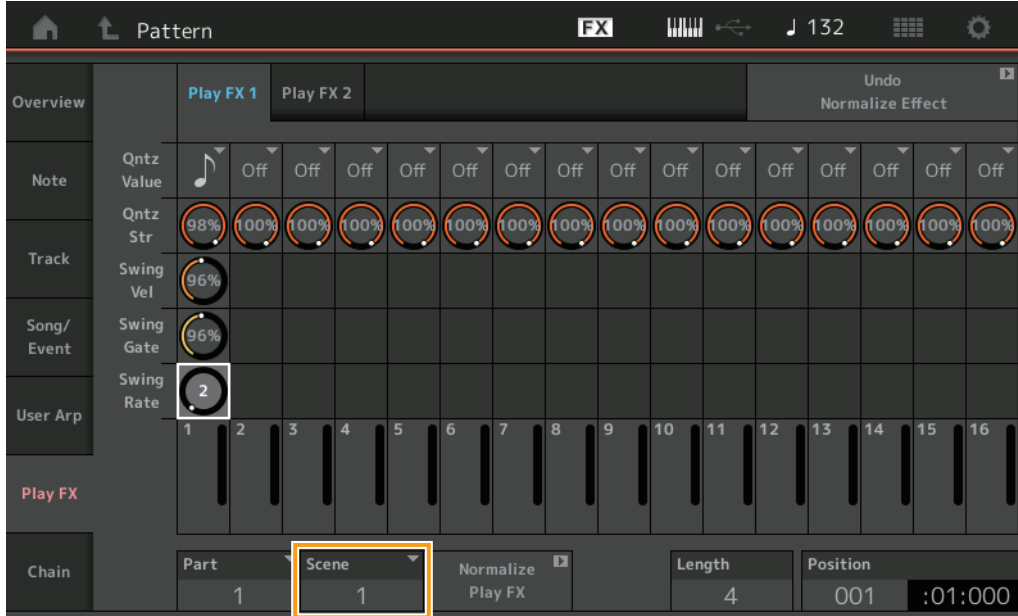 Pattern
FX
132
Overview
Play FX 1
Play FX 2
Undo
Normalize Effect
Note
Qntz
Value
Off Off Off Off Off Off Off Off Off Off Off Off Off Off Off
Qntz
Str
98% 100% 100% 100% 100% 100% 100% 100% 100% 100% 100% 100% 100% 100% 100% 100%
Track
Swing
Vel
96%
Song/
Event
Swing
Gate
96%
Swing
Rate
2
User Arp
1 2 3 4 5 6 7 8 9 10 11 12 13 14 15 16
Play FX
Chain
Part
1
Scene
1
Normalize
Play FX
Length
4
Position
001 :01:000